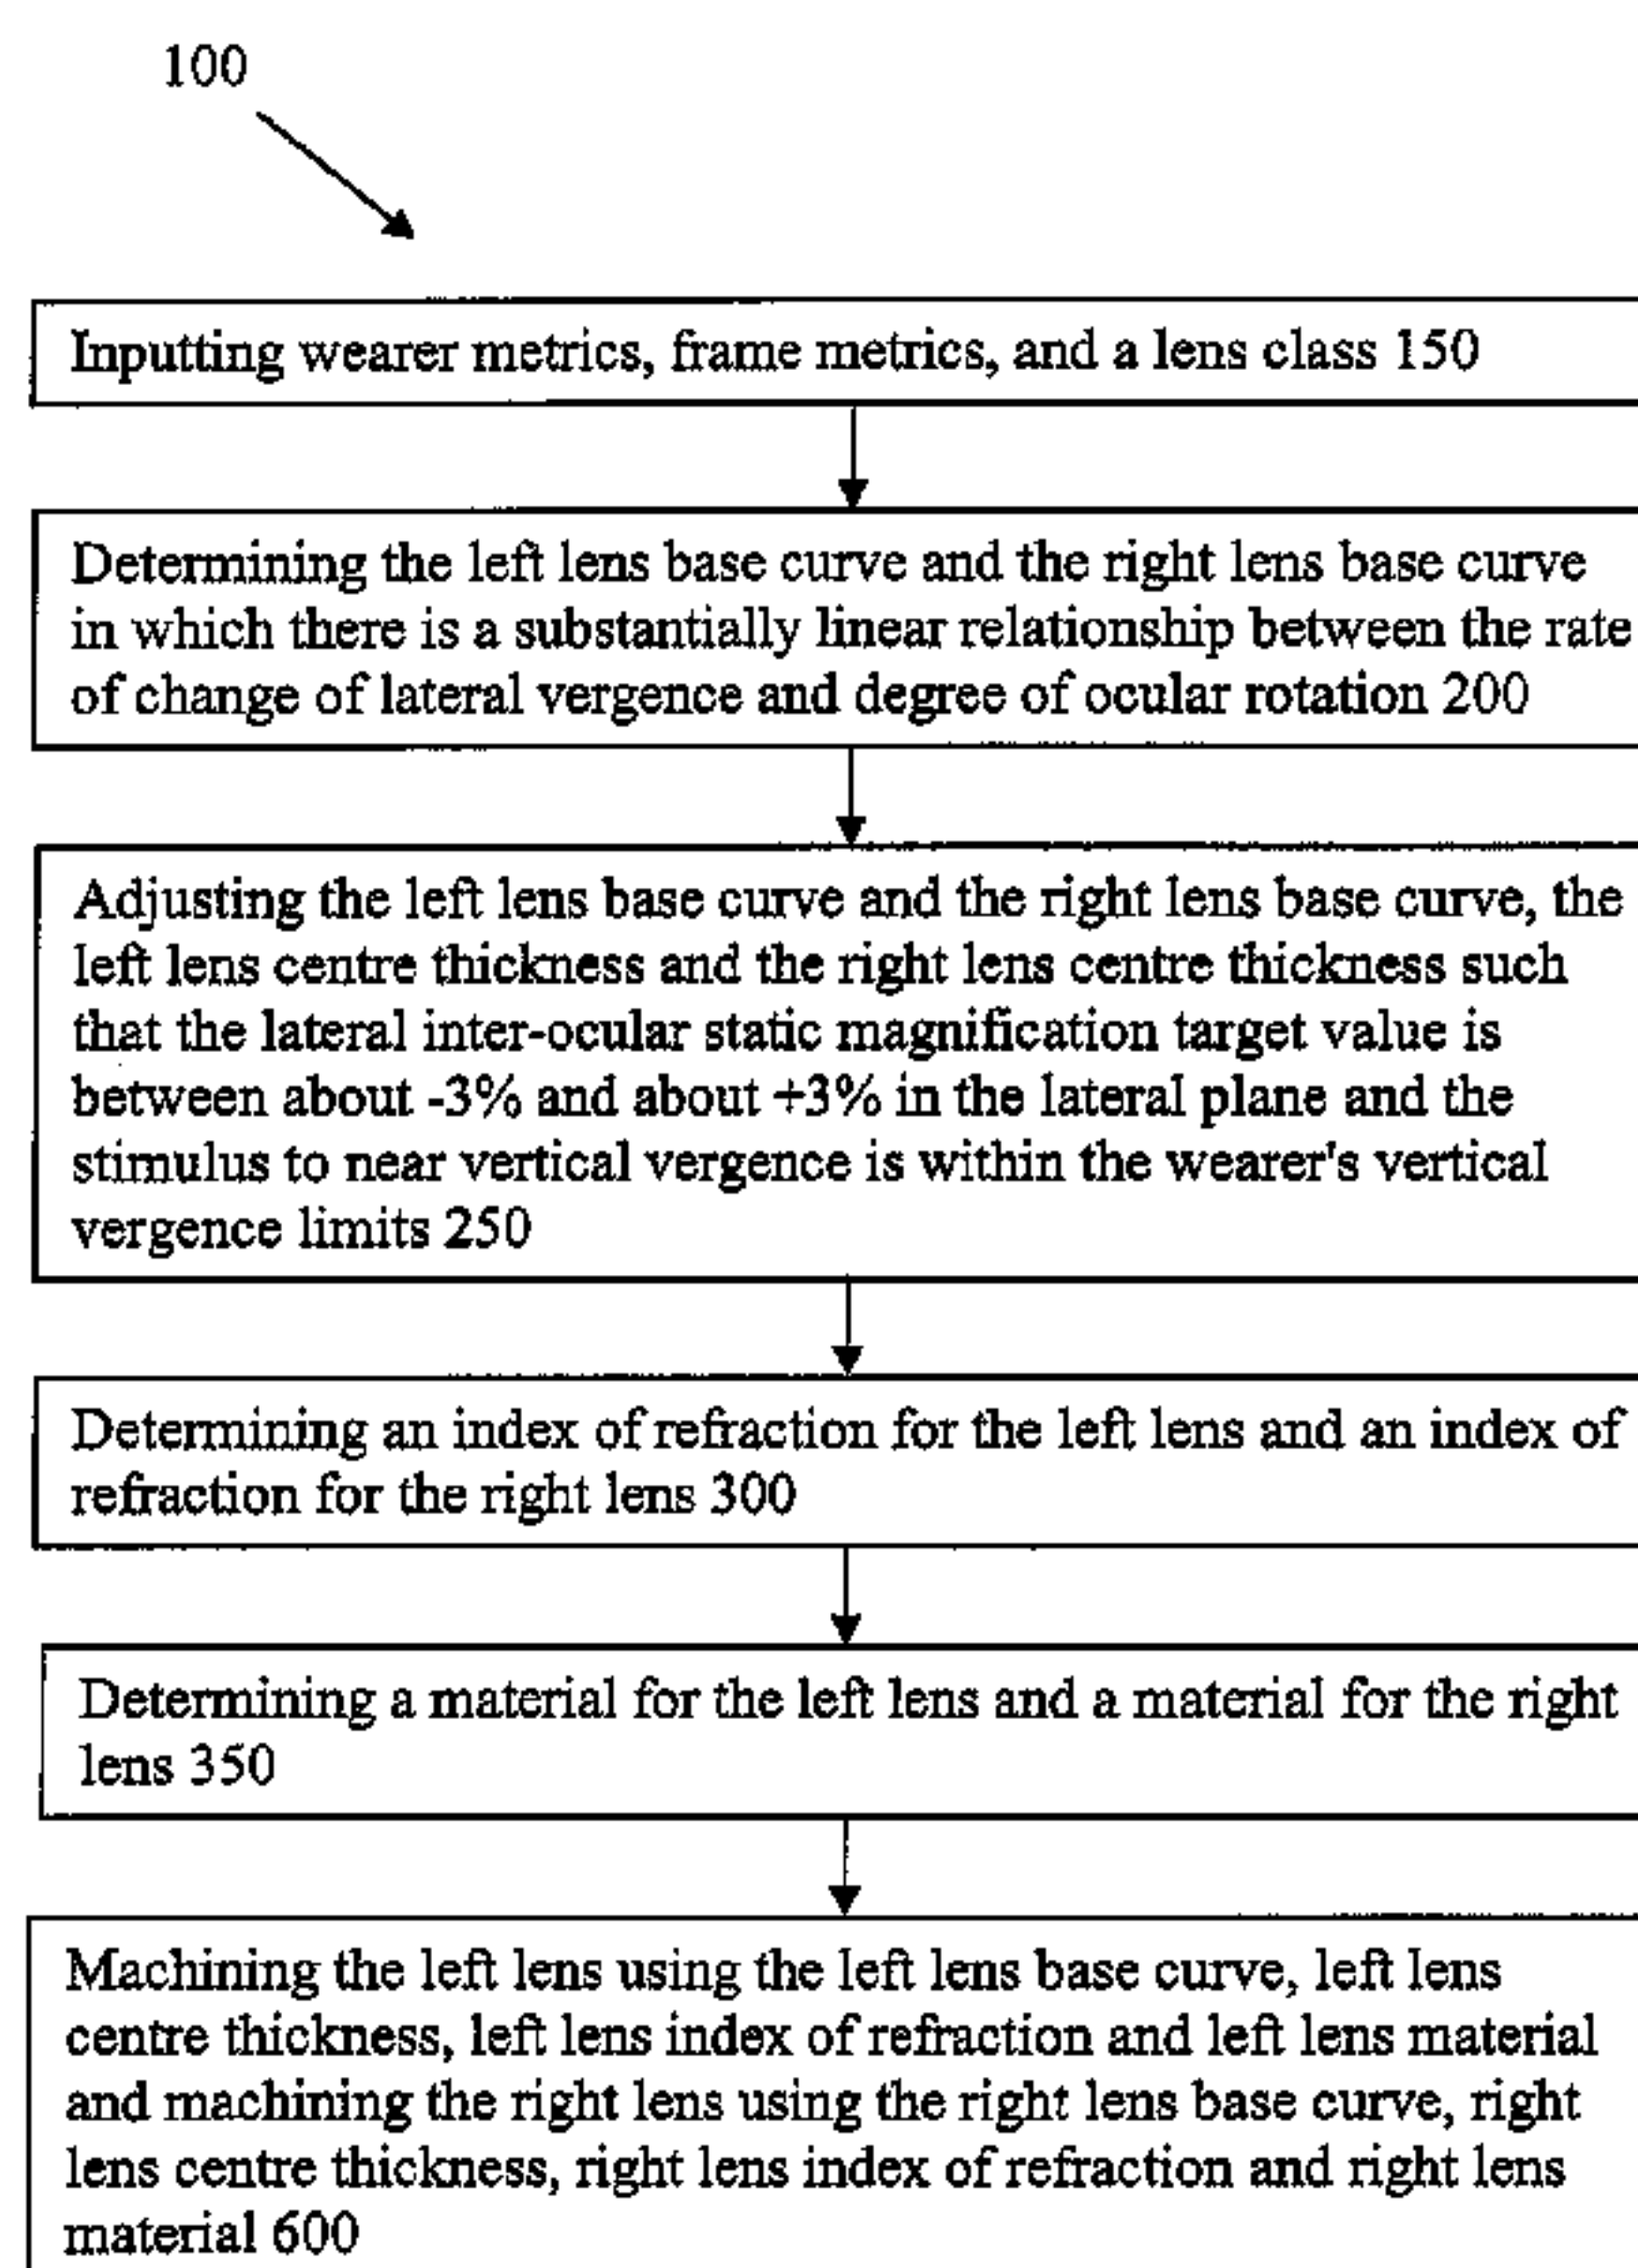 100
Inputting wearer metrics, frame metrics, and a lens class 150
Determining the left lens base curve and the right lens base curve
in which there is a substantially linear relationship between the rate
of change of lateral vergence and degree of ocular rotation 200
Adjusting the left lens base curve and the right lens base curve, the
left lens centre thickness and the right lens centre thickness such
that the lateral inter-ocular static magnification target value is
between about -3% and about +3% in the lateral plane and the
stimulus to near vertical vergence is within the wearer's vertical
vergence limits 250
Determining an index of refraction for the left lens and an index of
refraction for the right lens 300
Determining a material for the left lens and a material for the right
lens 350
Machining the left lens using the left lens base curve, left lens
centre thickness, left lens index of refraction and left lens material
and machining the right lens using the right lens base curve, right
lens centre thickness, right lens index of refraction and right lens
material 600